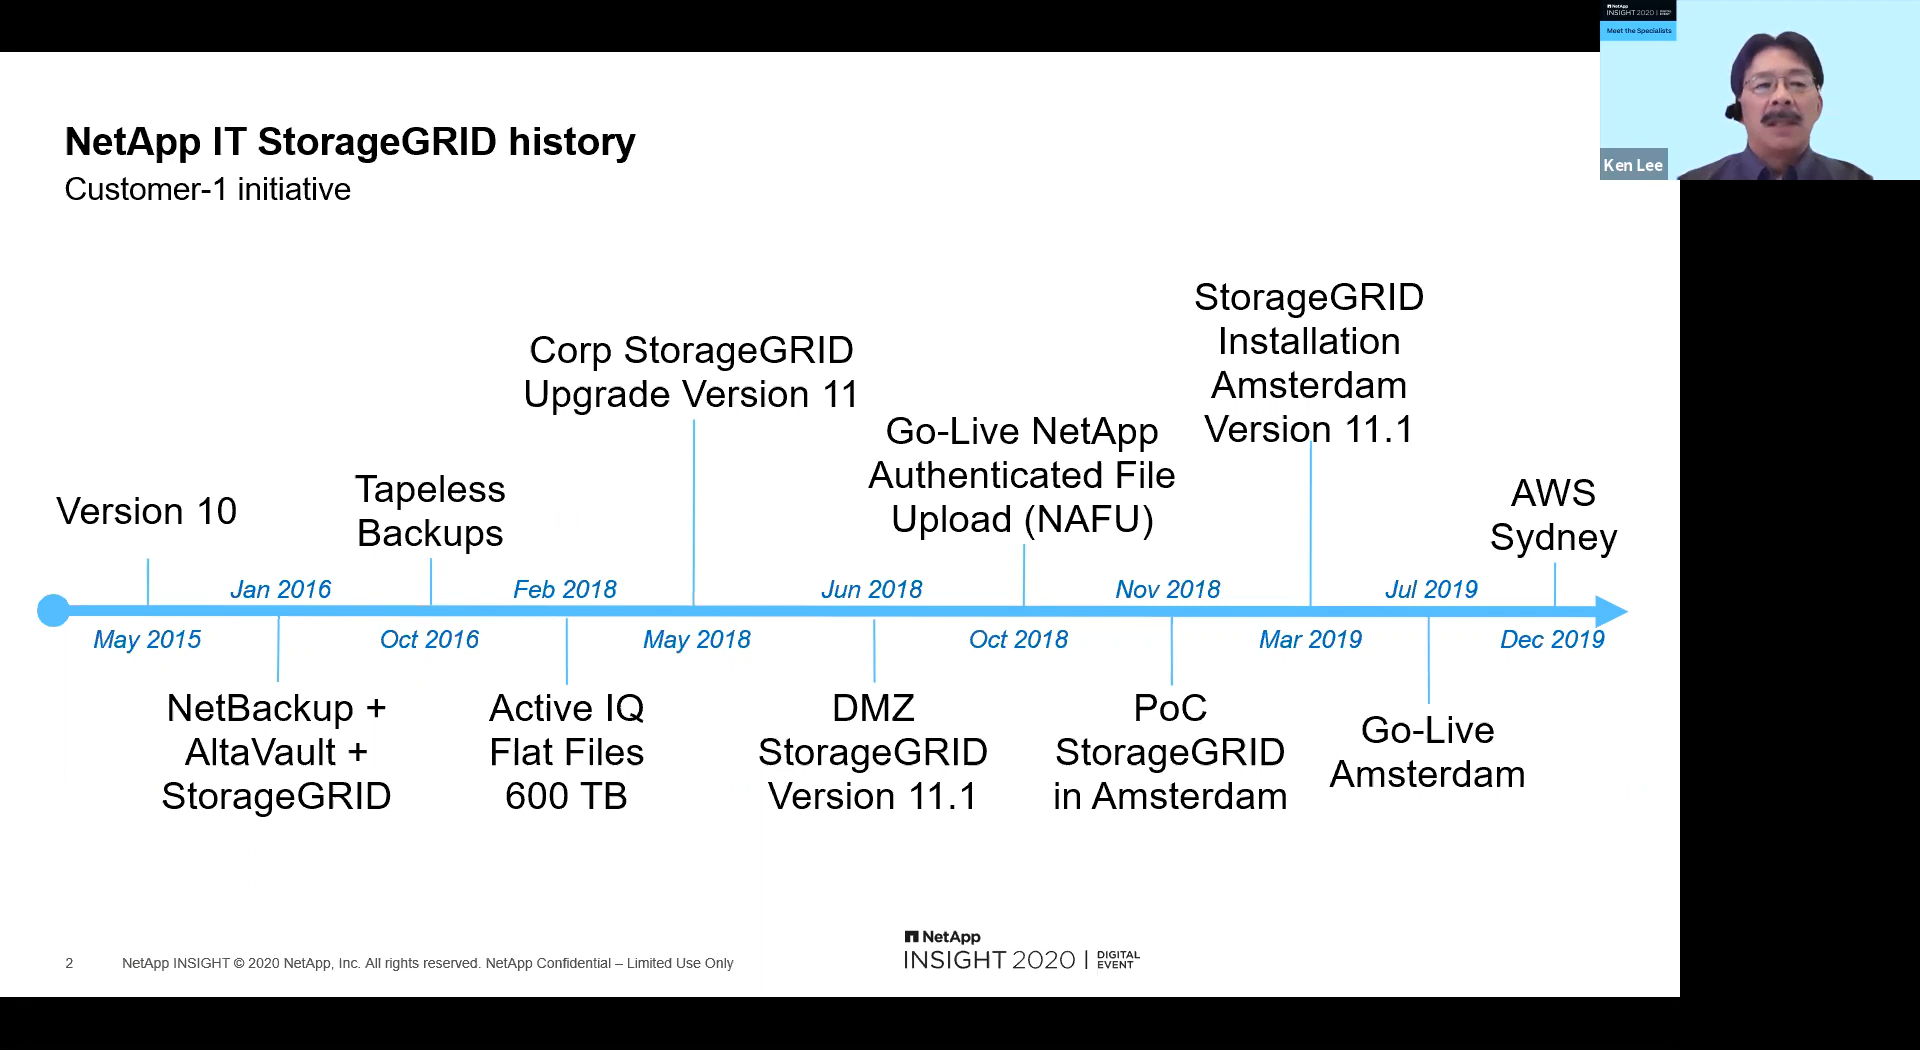 NetApp
INSIGHT 2020 | DIGITAL EVENT
Meet the Specialists
Ken Lee
NetApp IT StorageGRID history
Customer-1 initiative
Version 10
May 2015
Jan 2016
NetBackup +
AltaVault +
StorageGRID
Tapeless
Backups
Oct 2016
Feb 2018
Active IQ
Flat Files
600 TB
Corp StorageGRID
Upgrade Version 11
May 2018
Jun 2018
DMZ
StorageGRID
Version 11.1
Go-Live NetApp
Authenticated File
Upload (NAFU)
Oct 2018
Nov 2018
PoC
StorageGRID
in Amsterdam
StorageGRID
Installation
Amsterdam
Version 11.1
Mar 2019
Jul 2019
Go-Live
Amsterdam
AWS
Sydney
Dec 2019
2
NetApp INSIGHT © 2020 NetApp, Inc. All rights reserved. NetApp Confidential – Limited Use Only
NetApp
INSIGHT 2020 | DIGITAL EVENT